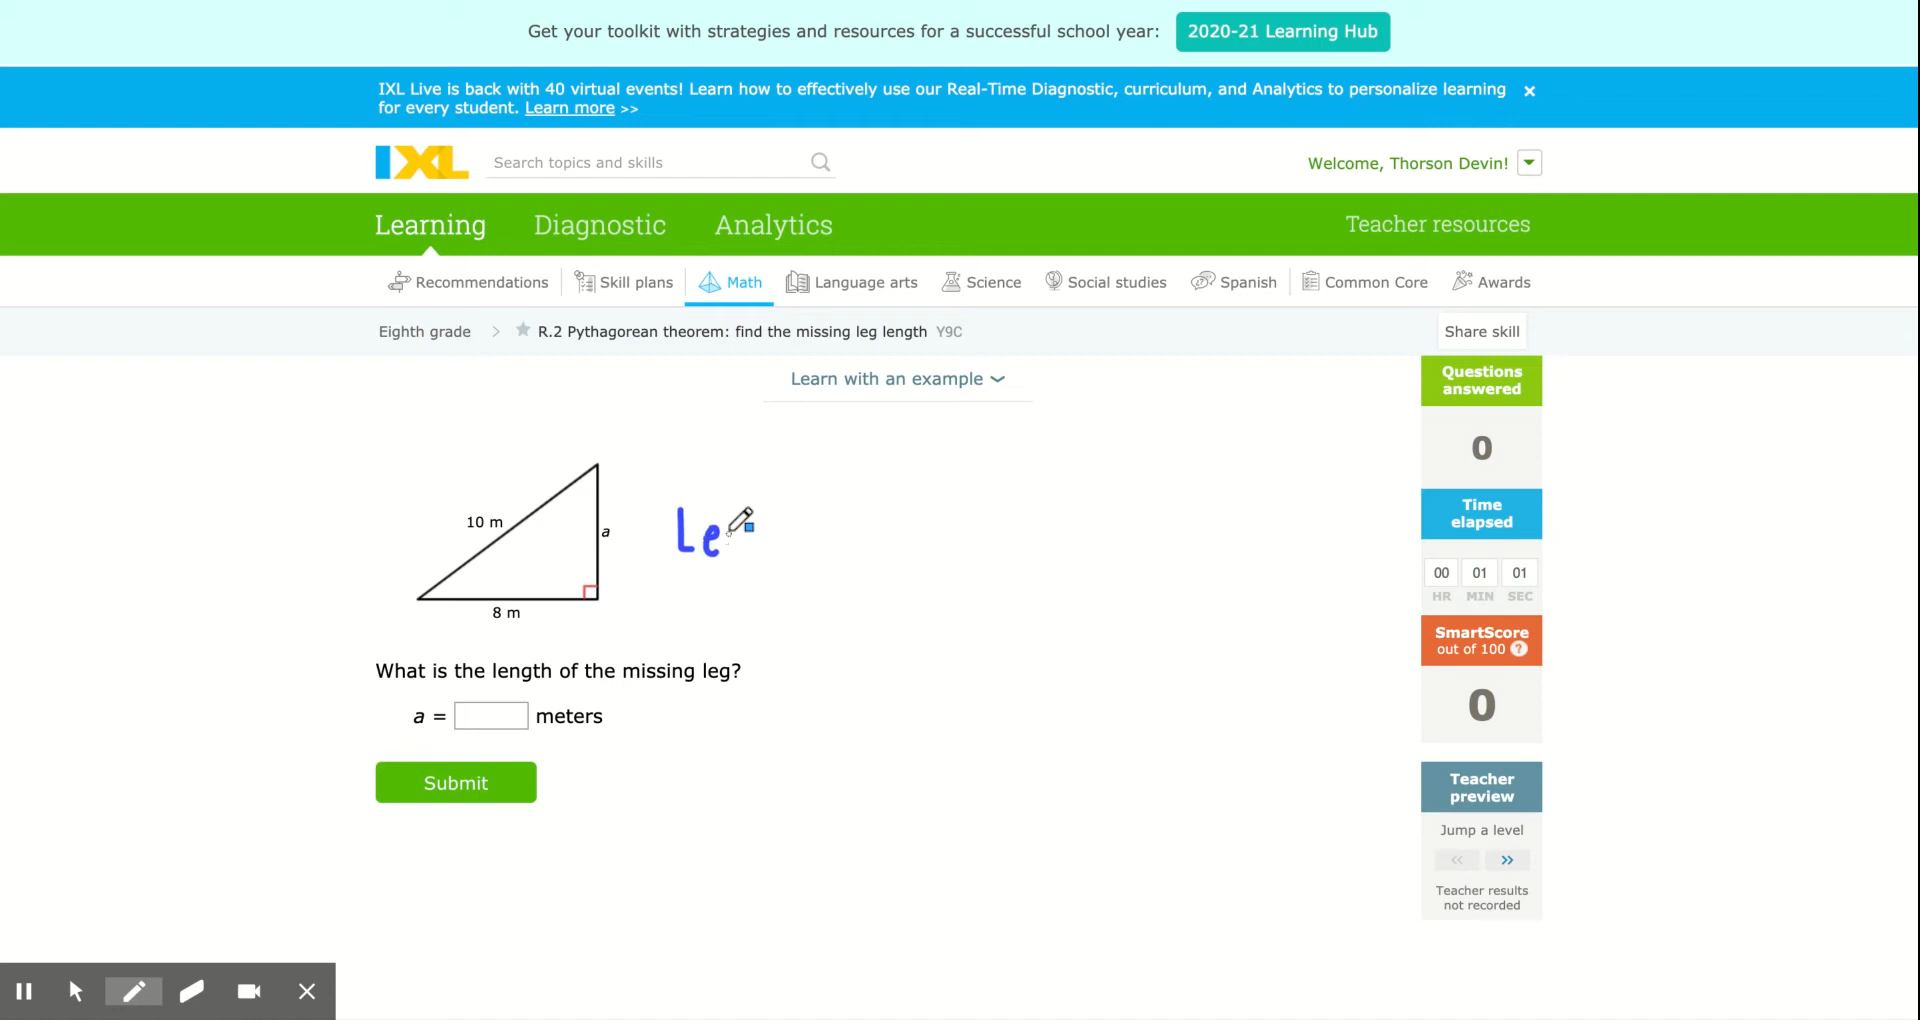 Get your toolkit with strategies and resources for a successful school year: 2020-21 Learning Hub
IXL Live is back with 40 virtual events! Learn how to effectively use our Real-Time Diagnostic, curriculum, and Analytics to personalize learning
for every student. Learn more >>
IXL Search topics and skills Welcome, Thorson Devin!
Learning Diagnostic Analytics Teacher resources
Recommendations Skill plans Math Language arts Science Social studies Spanish Common Core Awards
Eighth grade > R.2 Pythagorean theorem: find the missing leg length Y9C Share skill
Learn with an example
Questions
answered
0
10 m
a
8 m
Le
Time
elapsed
00 01 01
HR MIN SEC
SmartScore
out of 100 ?
0
What is the length of the missing leg?
a = meters
Submit
Teacher
preview
Jump a level
<< >>
Teacher results
not recorded